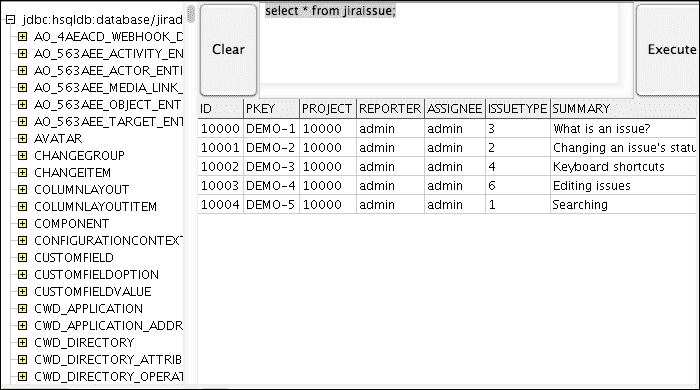 jdbc:hsqldb:database/jirad
AO_4AEACD_WEBHOOK_D
AO_563AEE_ACTIVITY_EN
AO_563AEE_ACTOR_ENTI
AO_563AEE_MEDIA_LINK_
AO_563AEE_OBJECT_ENT
AO_563AEE_TARGET_ENT
AVATAR
CHANGEGROUP
CHANGEITEM
COLUMNLAYOUT
COLUMNLAYOUTITEM
COMPONENT
CONFIGURATIONCONTEXT
CUSTOMFIELD
CUSTOMFIELDOPTION
CUSTOMFIELDVALUE
CWD_APPLICATION
CWD_APPLICATION_ADDR
CWD_DIRECTORY
CWD_DIRECTORY_ATTRIB
CWD_DIRECTORY_OPERAT
Clear
select * from jiraissue;
Execute
ID PKEY PROJECT REPORTER ASSIGNEE ISSUETYPE SUMMARY
10000 DEMO-1 10000 admin admin 3 What is an issue?
10001 DEMO-2 10000 admin admin 2 Changing an issue's statu
10002 DEMO-3 10000 admin admin 4 Keyboard shortcuts
10003 DEMO-4 10000 admin admin 6 Editing issues
10004 DEMO-5 10000 admin admin 1 Searching